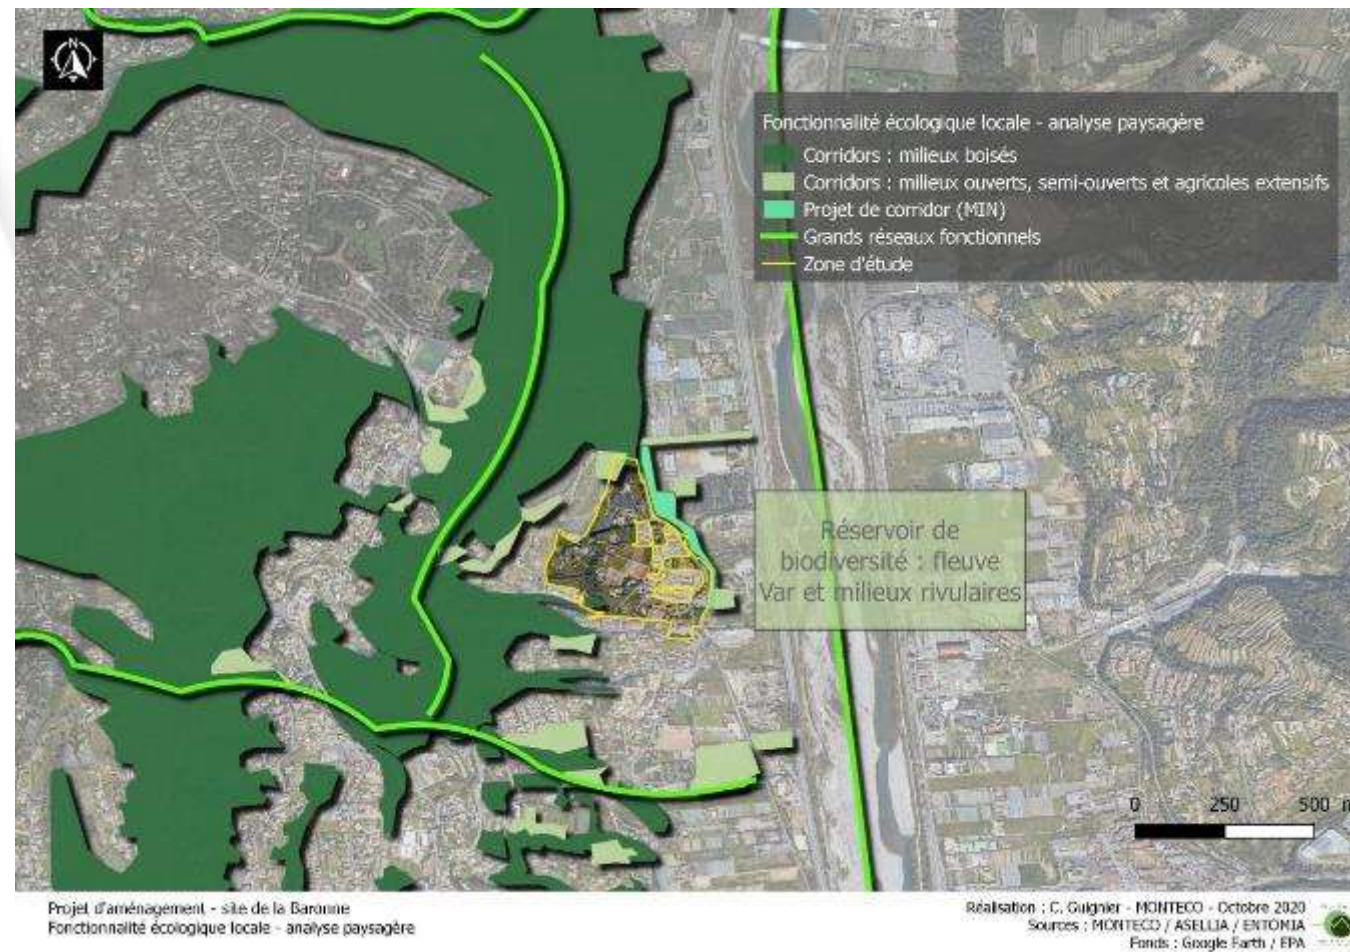 N
Fonctionnalité écologique locale - analyse paysagère
Corridors : milieux boisés
Corridors : milieux ouverts, semi-ouverts et agricoles extensifs
Projet de corridor (MIN)
Grands réseaux fonctionnels
Zone d'étude
Réservoir de
biodiversité : fleuve
Var et milieux rivulaires
0 250 500 m
Projet d'aménagement - site de la Baronne
Fonctionnalité écologique locale - analyse paysagère
Réalisation : C. Guignier - MONTECO - Octobre 2020
Sources : MONTECO / ASELLIA / ENTOMIA
Fonds : Google Earth / EPA